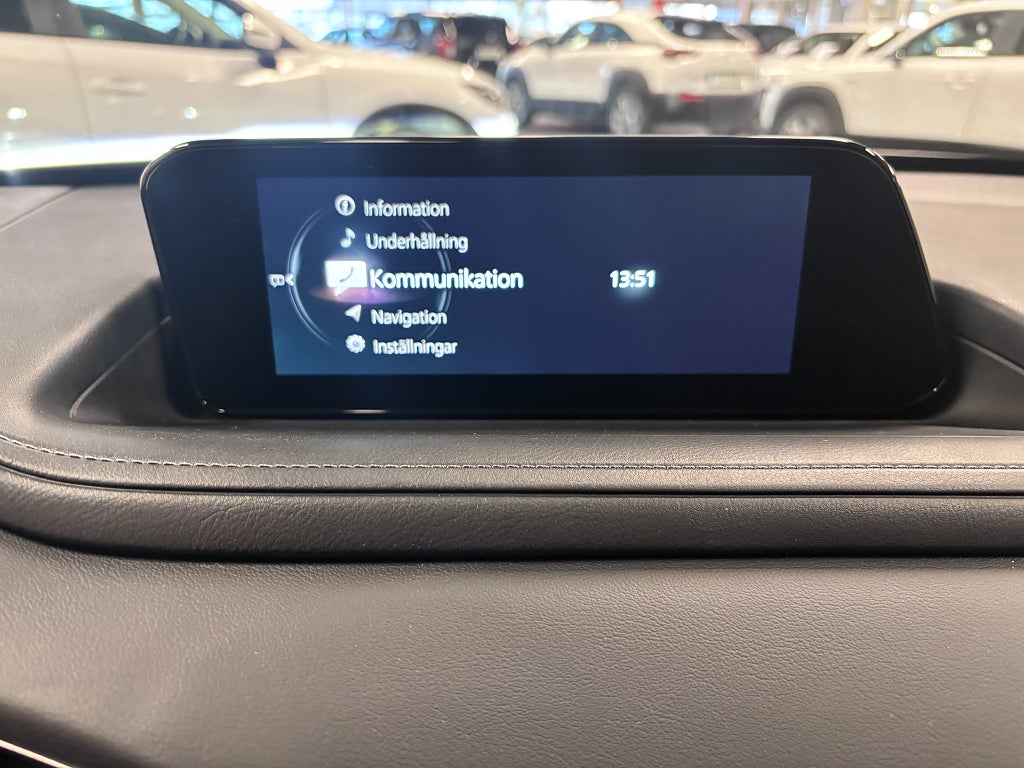 Information
Underhållning
Kommunikation
13:51
Navigation
Inställningar